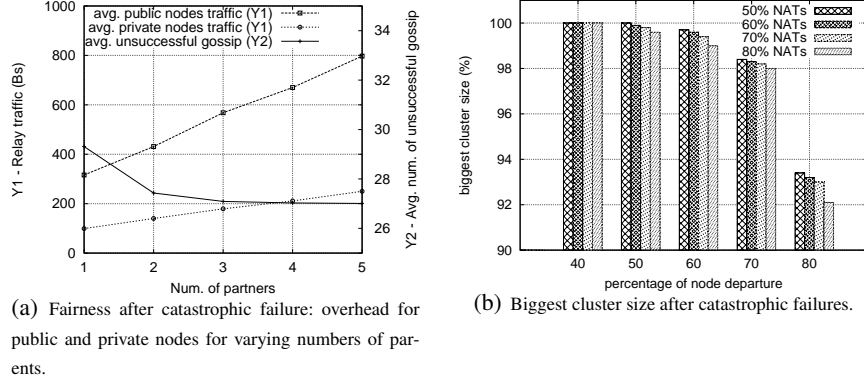 avg. public nodes traffic (Y1)
avg. private nodes traffic (Y1)
avg. unsuccessful gossip (Y2)
1000
800
600
400
200
0
Y1 - Relay traffic (Bs)
1 2 3 4 5
Num. of partners
34
32
30
28
26
Y2 - Avg. num. of unsuccessful gossip
(a) Fairness after catastrophic failure: overhead for
public and private nodes for varying numbers of par-
ents.
50% NATs
60% NATs
70% NATs
80% NATs
100
98
96
94
92
90
biggest cluster size (%)
40 50 60 70 80
percentage of node departure
(b) Biggest cluster size after catastrophic failures.